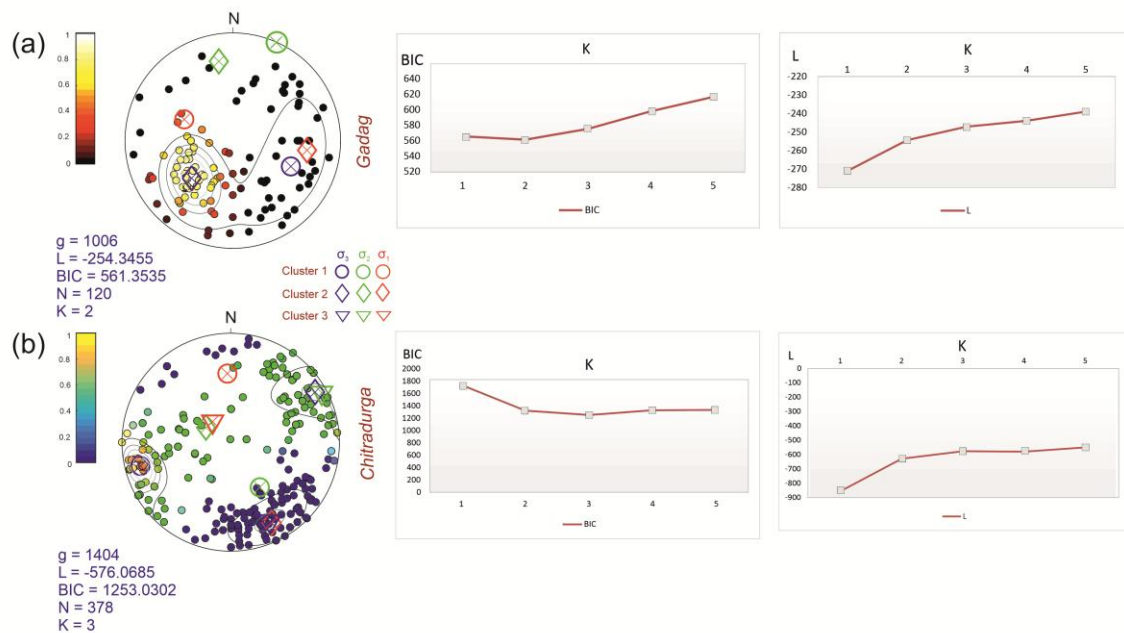 (a)
N
1
0.8
0.6
0.4
0.2
0
Gadag
g = 1006
L = -254.3455
BIC = 561.3535
N = 120
K = 2
K
BIC
640
620
600
580
560
540
520
1 2 3 4 5
BIC
K
L
1 2 3 4 5
-220
-230
-240
-250
-260
-270
-280
L
σ3 σ2 σ1
Cluster 1
Cluster 2
Cluster 3
(b)
N
1
0.8
0.6
0.4
0.2
0
Chitradurga
g = 1404
L = -576.0685
BIC = 1253.0302
N = 378
K = 3
BIC
K
1800
1600
1400
1200
1000
800
600
400
200
0
1 2 3 4 5
BIC
K
L
1 2 3 4 5
0
-100
-200
-300
-400
-500
-600
-700
-800
-900
L